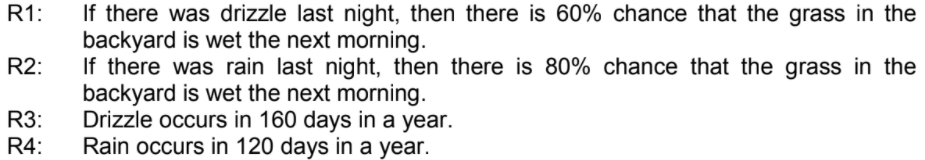 R1: If there was drizzle last night, then there is 60% chance that the grass in the
backyard is wet the next morning.
R2: If there was rain last night, then there is 80% chance that the grass in the
backyard is wet the next morning.
R3: Drizzle occurs in 160 days in a year.
R4: Rain occurs in 120 days in a year.